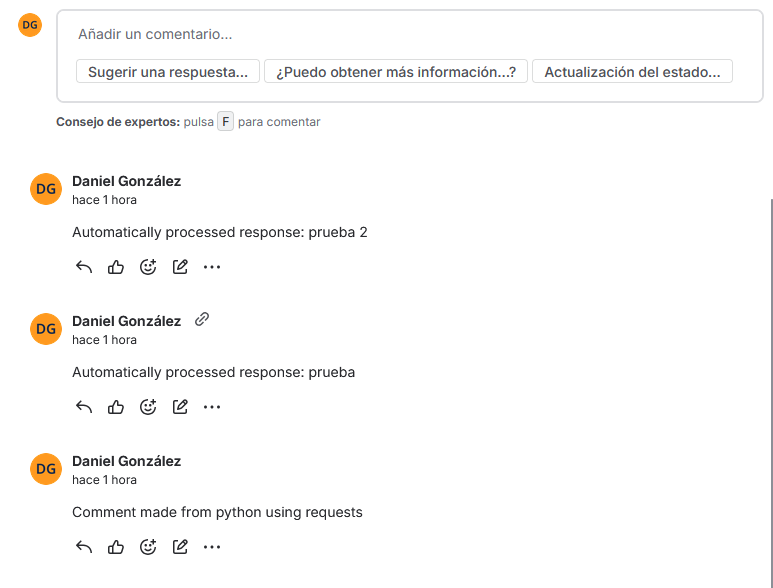 DG
Añadir un comentario...
Sugerir una respuesta... ¿Puedo obtener más información...? Actualización del estado...
Consejo de expertos: pulsa F para comentar
DG
Daniel González
hace 1 hora
Automatically processed response: prueba 2
DG
Daniel González
hace 1 hora
Automatically processed response: prueba
DG
Daniel González
hace 1 hora
Comment made from python using requests